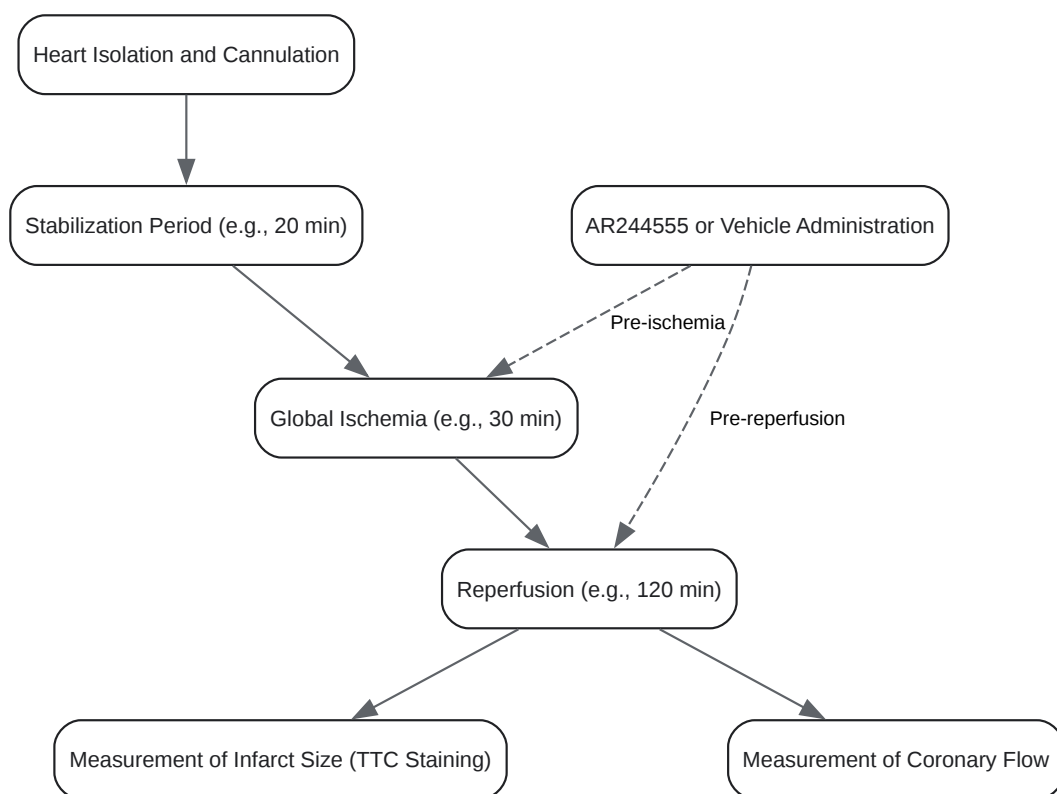 Heart Isolation and Cannulation
Stabilization Period (e.g., 20 min)
AR244555 or Vehicle Administration
Pre-ischemia
Global Ischemia (e.g., 30 min)
Pre-reperfusion
Reperfusion (e.g., 120 min)
Measurement of Infarct Size (TTC Staining)
Measurement of Coronary Flow